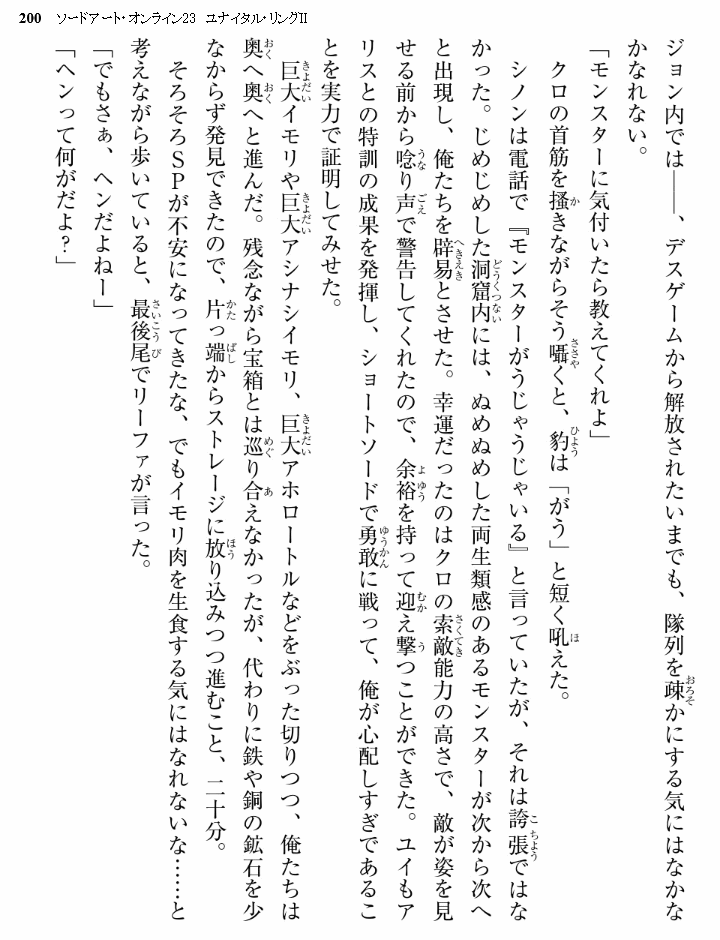 200 ソードアート・オンライン23 ユナイタル・リングII
ジョン内では――、デスゲームから解放されたいまでも、隊列を疎かにする気にはなかな
かなれない。
「モンスターに気付いたら教えてくれよ」
クロの首筋を掻きながらそう囁くと、豹は「がう」と短く吼えた。
シノンは電話で『モンスターがうじゃうじゃいる』と言っていたが、それは誇張ではな
かった。じめじめした洞窟内には、ぬめぬめした両生類感のあるモンスターが次から次へ
と出現し、俺たちを辟易とさせた。幸運だったのはクロの索敵能力の高さで、敵が姿を見
せる前から唸り声で警告してくれたので、余裕を持って迎え撃つことができた。ユイもア
リスとの特訓の成果を発揮し、ショートソードで勇敢に戦って、俺が心配しすぎであるこ
とを実力で証明してみせた。
巨大イモリや巨大アシナシイモリ、巨大アホロートルなどをぶった切りつつ、俺たちは
奥へ奥へと進んだ。残念ながら宝箱とは巡り合えなかったが、代わりに鉄や銅の鉱石を少
なからず発見できたので、片っ端からストレージに放り込みつつ進むこと、二十分。
そろそろＳＰが不安になってきたな、でもイモリ肉を生食する気にはなれないな……と
考えながら歩いていると、最後尾でリーファが言った。
「でもさぁ、ヘンだよねー」
「ヘンって何がだよ？」